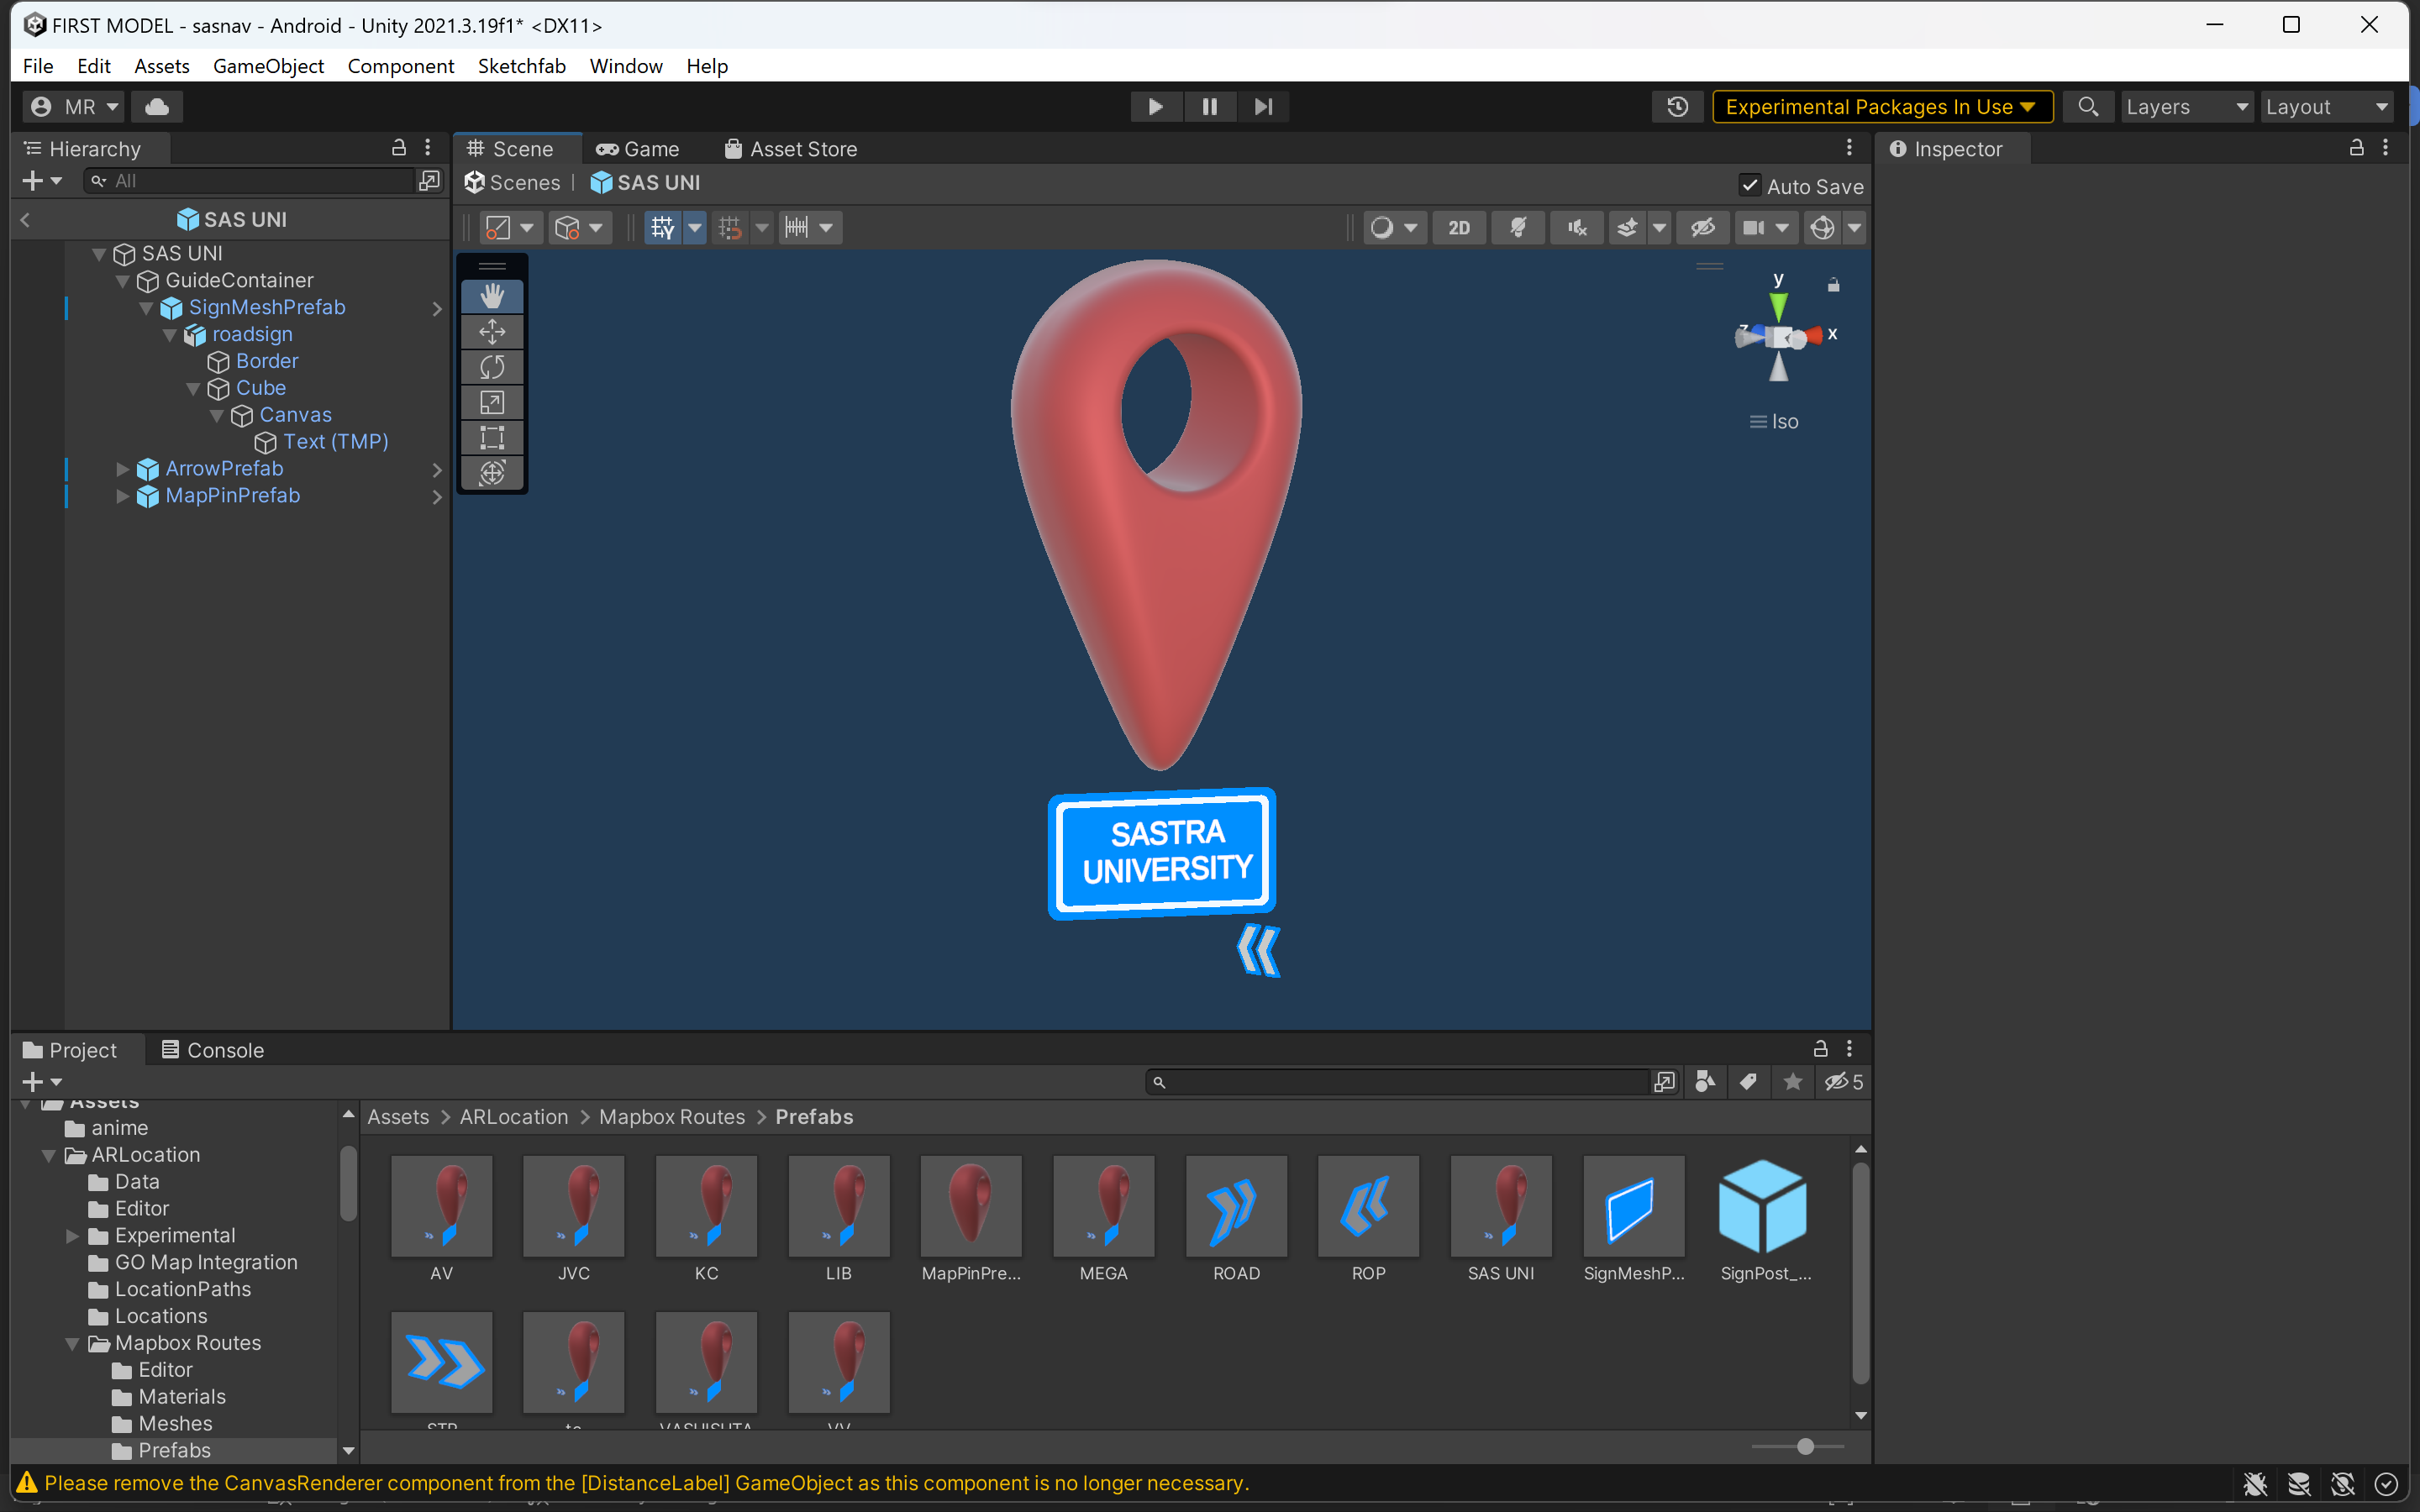 FIRST MODEL - sasnav - Android - Unity 2021.3.19f1* <DX11>
File Edit Assets GameObject Component Sketchfab Window Help
MR
Experimental Packages In Use
Layers
Layout
Hierarchy
All
SAS UNI
SAS UNI
GuideContainer
SignMeshPrefab
roadsign
Border
Cube
Canvas
Text (TMP)
ArrowPrefab
MapPinPrefab
Scene
Game
Asset Store
Scenes | SAS UNI
Auto Save
2D
y
z
x
Iso
SASTRA
UNIVERSITY
Inspector
Project
Console
5
Assets
anime
ARLocation
Data
Editor
Experimental
GO Map Integration
LocationPaths
Locations
Mapbox Routes
Editor
Materials
Meshes
Prefabs
Assets > ARLocation > Mapbox Routes > Prefabs
AV
JVC
KC
LIB
MapPinPre...
MEGA
ROAD
ROP
SAS UNI
SignMeshP...
SignPost_...
Please remove the CanvasRenderer component from the [DistanceLabel] GameObject as this component is no longer necessary.